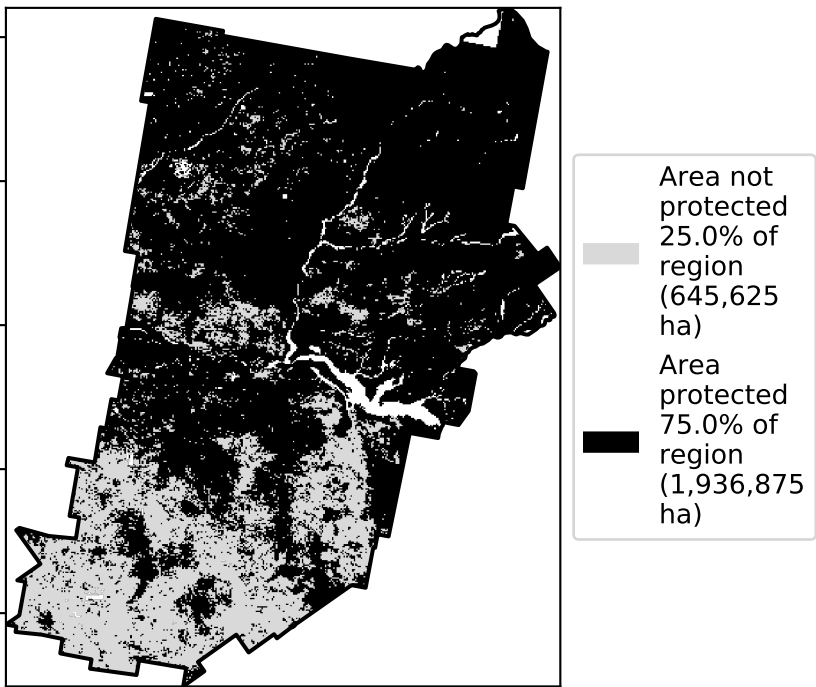 Area not
protected
25.0% of
region
(645,625
ha)
Area
protected
75.0% of
region
(1,936,875
ha)